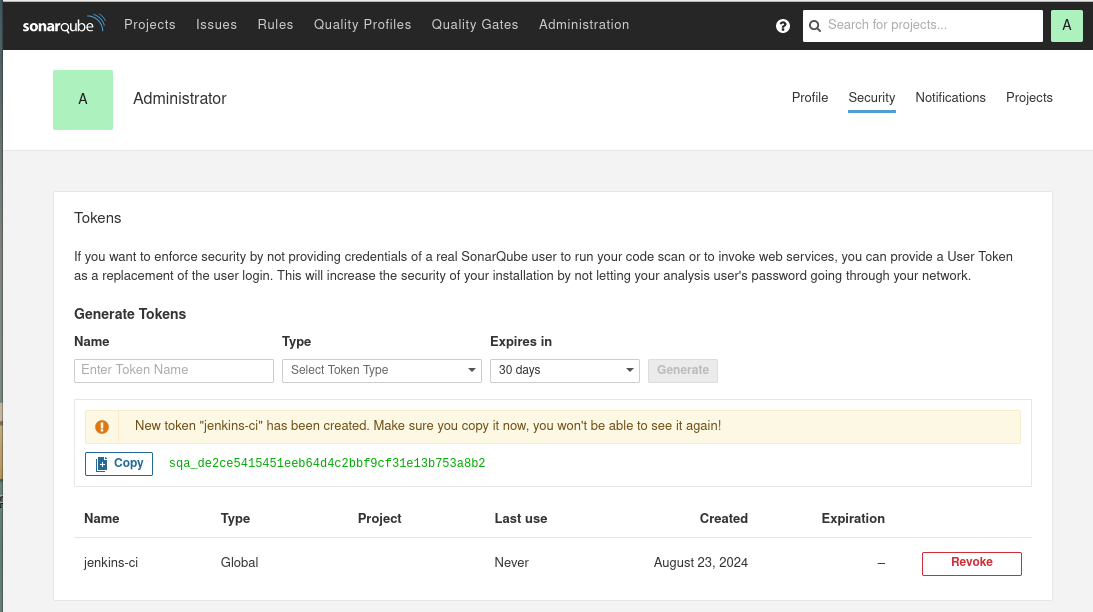 sonarqube Projects Issues Rules Quality Profiles Quality Gates Administration ? Search for projects... A
A Administrator Profile Security Notifications Projects
Tokens
If you want to enforce security by not providing credentials of a real SonarQube user to run your code scan or to invoke web services, you can provide a User Token
as a replacement of the user login. This will increase the security of your installation by not letting your analysis user's password going through your network.
Generate Tokens
Name Type Expires in
Enter Token Name Select Token Type 30 days Generate
New token "jenkins-ci" has been created. Make sure you copy it now, you won't be able to see it again!
Copy sqa_de2ce5415451eeb64d4c2bbf9cf31e13b753a8b2
Name Type Project Last use Created Expiration
jenkins-ci Global Never August 23, 2024 – Revoke